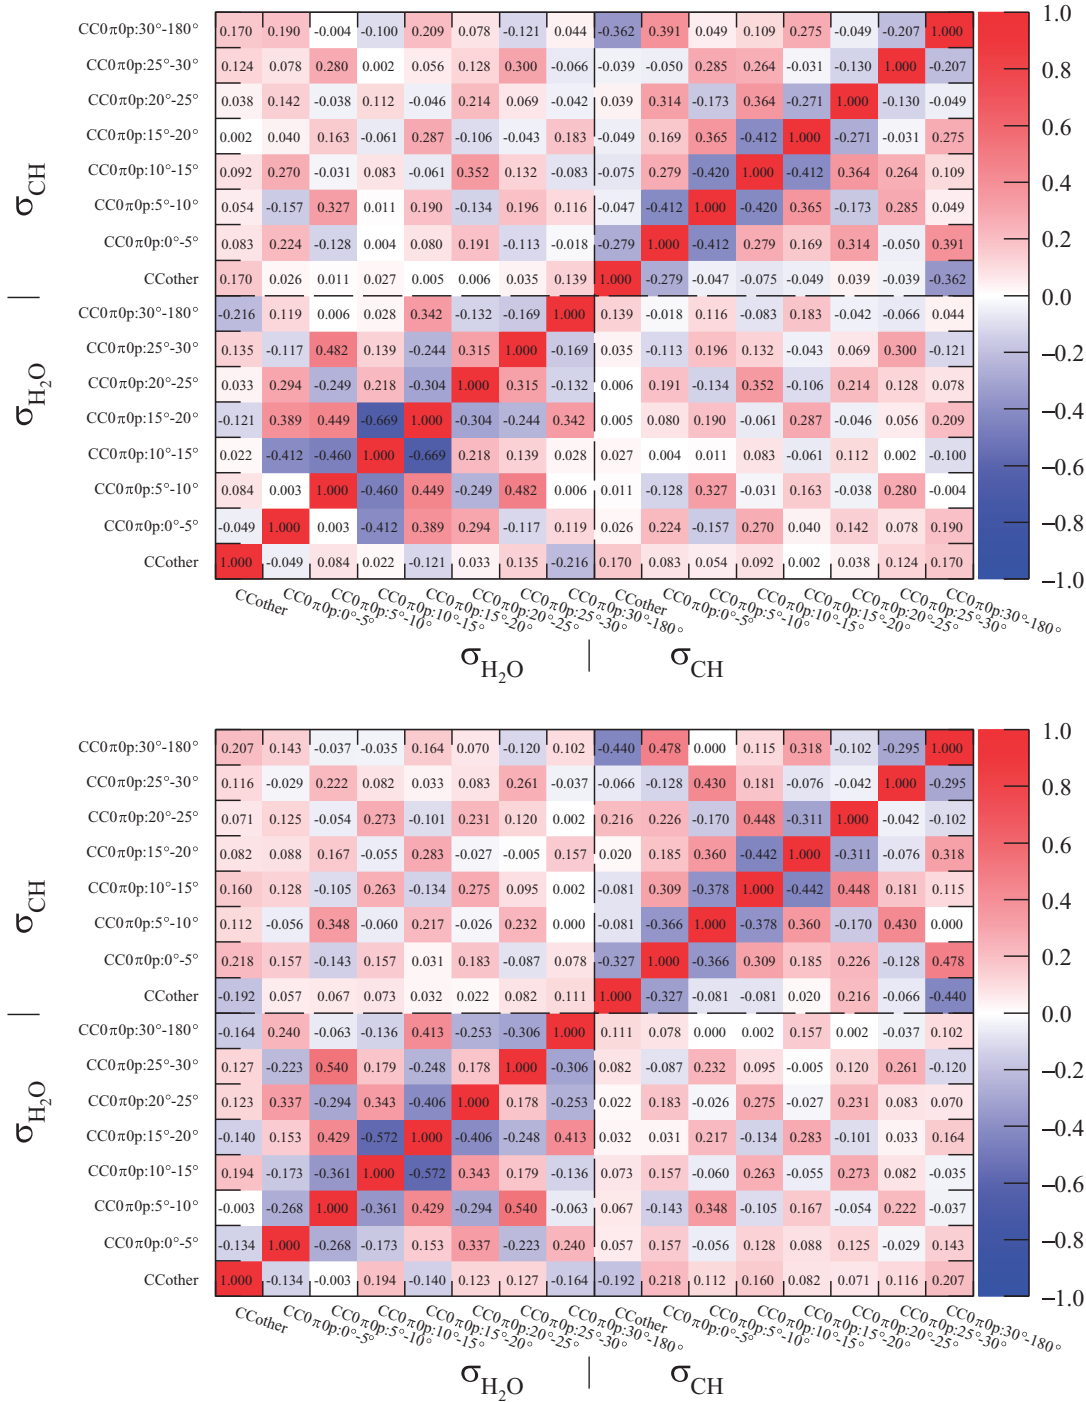 CC0π0p:30°-180° 0.170 0.190 -0.004 -0.100 0.209 0.078 -0.121 0.044 -0.362 0.391 0.049 0.109 0.275 -0.049 -0.207 1.000 1.0
CC0π0p:25°-30° 0.124 0.078 0.280 0.002 0.056 0.128 0.300 -0.066 -0.039 -0.050 0.285 0.264 -0.031 -0.130 1.000 -0.207 0.8
CC0π0p:20°-25° 0.038 0.142 -0.038 0.112 -0.046 0.214 0.069 -0.042 0.039 0.314 -0.173 0.364 -0.271 1.000 -0.130 -0.049
CC0π0p:15°-20° 0.002 0.040 0.163 -0.061 0.287 -0.106 -0.043 0.183 -0.049 0.169 0.365 -0.412 1.000 -0.271 -0.031 0.275 0.6
CC0π0p:10°-15° 0.092 0.270 -0.031 0.083 -0.061 0.352 0.132 -0.083 -0.075 0.279 -0.420 1.000 -0.412 0.364 0.264 0.109 0.4
σCH
CC0π0p:5°-10° 0.054 -0.157 0.327 0.011 0.190 -0.134 0.196 0.116 -0.047 -0.412 1.000 -0.420 0.365 -0.173 0.285 0.049
CC0π0p:0°-5° 0.083 0.224 -0.128 0.004 0.080 0.191 -0.113 -0.018 -0.279 1.000 -0.412 0.279 0.169 0.314 -0.050 0.391 0.2
CCother 0.170 0.026 0.011 0.027 0.005 0.006 0.035 0.139 1.000 -0.279 -0.047 -0.075 -0.049 0.039 -0.039 -0.362
| 0.0
CC0π0p:30°-180° -0.216 0.119 0.006 0.028 0.342 -0.132 -0.169 1.000 0.139 -0.018 0.116 -0.083 0.183 -0.042 -0.066 0.044
CC0π0p:25°-30° 0.135 -0.117 0.482 0.139 -0.244 0.315 1.000 -0.169 0.035 -0.113 0.196 0.132 -0.043 0.069 0.300 -0.121 −0.2
CC0π0p:20°-25° 0.033 0.294 -0.249 0.218 -0.304 1.000 0.315 -0.132 0.006 0.191 -0.134 0.352 -0.106 0.214 0.128 0.078
σH₂O
CC0π0p:15°-20° -0.121 0.389 0.449 -0.669 1.000 -0.304 -0.244 0.342 0.005 0.080 0.190 -0.061 0.287 -0.046 0.056 0.209 −0.4
CC0π0p:10°-15° 0.022 -0.412 -0.460 1.000 -0.669 0.218 0.139 0.028 0.027 0.004 0.011 0.083 -0.061 0.112 0.002 -0.100 −0.6
CC0π0p:5°-10° 0.084 0.003 1.000 -0.460 0.449 -0.249 0.482 0.006 0.011 -0.128 0.327 -0.031 0.163 -0.038 0.280 -0.004
CC0π0p:0°-5° -0.049 1.000 0.003 -0.412 0.389 0.294 -0.117 0.119 0.026 0.224 -0.157 0.270 0.040 0.142 0.078 0.190 −0.8
CCother 1.000 -0.049 0.084 0.022 -0.121 0.033 0.135 -0.216 0.170 0.083 0.054 0.092 0.002 0.038 0.124 0.170 −1.0
CCother CC0π0p:0°-5° CC0π0p:5°-10° CC0π0p:10°-15° CC0π0p:15°-20° CC0π0p:20°-25° CC0π0p:25°-30° CC0π0p:30°-180° CCother CC0π0p:0°-5° CC0π0p:5°-10° CC0π0p:10°-15° CC0π0p:15°-20° CC0π0p:20°-25° CC0π0p:25°-30° CC0π0p:30°-180°
σH₂O | σCH
CC0π0p:30°-180° 0.207 0.143 -0.037 -0.035 0.164 0.070 -0.120 0.102 -0.440 0.478 0.000 0.115 0.318 -0.102 -0.295 1.000 1.0
CC0π0p:25°-30° 0.116 -0.029 0.222 0.082 0.033 0.083 0.261 -0.037 -0.066 -0.128 0.430 0.181 -0.076 -0.042 1.000 -0.295 0.8
CC0π0p:20°-25° 0.071 0.125 -0.054 0.273 -0.101 0.231 0.120 0.002 0.216 0.226 -0.170 0.448 -0.311 1.000 -0.042 -0.102
CC0π0p:15°-20° 0.082 0.088 0.167 -0.055 0.283 -0.027 -0.005 0.157 0.020 0.185 0.360 -0.442 1.000 -0.311 -0.076 0.318 0.6
CC0π0p:10°-15° 0.160 0.128 -0.105 0.263 -0.134 0.275 0.095 0.002 -0.081 0.309 -0.378 1.000 -0.442 0.448 0.181 0.115 0.4
σCH
CC0π0p:5°-10° 0.112 -0.056 0.348 -0.060 0.217 -0.026 0.232 0.000 -0.081 -0.366 1.000 -0.378 0.360 -0.170 0.430 0.000
CC0π0p:0°-5° 0.218 0.157 -0.143 0.157 0.031 0.183 -0.087 0.078 -0.327 1.000 -0.366 0.309 0.185 0.226 -0.128 0.478 0.2
CCother -0.192 0.057 0.067 0.073 0.032 0.022 0.082 0.111 1.000 -0.327 -0.081 -0.081 0.020 0.216 -0.066 -0.440
| 0.0
CC0π0p:30°-180° -0.164 0.240 -0.063 -0.136 0.413 -0.253 -0.306 1.000 0.111 0.078 0.000 0.002 0.157 0.002 -0.037 0.102
CC0π0p:25°-30° 0.127 -0.223 0.540 0.179 -0.248 0.178 1.000 -0.306 0.082 -0.087 0.232 0.095 -0.005 0.120 0.261 -0.120 −0.2
CC0π0p:20°-25° 0.123 0.337 -0.294 0.343 -0.406 1.000 0.178 -0.253 0.022 0.183 -0.026 0.275 -0.027 0.231 0.083 0.070
σH₂O
CC0π0p:15°-20° -0.140 0.153 0.429 -0.572 1.000 -0.406 -0.248 0.413 0.032 0.031 0.217 -0.134 0.283 -0.101 0.033 0.164 −0.4
CC0π0p:10°-15° 0.194 -0.173 -0.361 1.000 -0.572 0.343 0.179 -0.136 0.073 0.157 -0.060 0.263 -0.055 0.273 0.082 -0.035 −0.6
CC0π0p:5°-10° -0.003 -0.268 1.000 -0.361 0.429 -0.294 0.540 -0.063 0.067 -0.143 0.348 -0.105 0.167 -0.054 0.222 -0.037
CC0π0p:0°-5° -0.134 1.000 -0.268 -0.173 0.153 0.337 -0.223 0.240 0.057 0.157 -0.056 0.128 0.088 0.125 -0.029 0.143 −0.8
CCother 1.000 -0.134 -0.003 0.194 -0.140 0.123 0.127 -0.164 -0.192 0.218 0.112 0.160 0.082 0.071 0.116 0.207 −1.0
CCother CC0π0p:0°-5° CC0π0p:5°-10° CC0π0p:10°-15° CC0π0p:15°-20° CC0π0p:20°-25° CC0π0p:25°-30° CC0π0p:30°-180° CCother CC0π0p:0°-5° CC0π0p:5°-10° CC0π0p:10°-15° CC0π0p:15°-20° CC0π0p:20°-25° CC0π0p:25°-30° CC0π0p:30°-180°
σH₂O | σCH